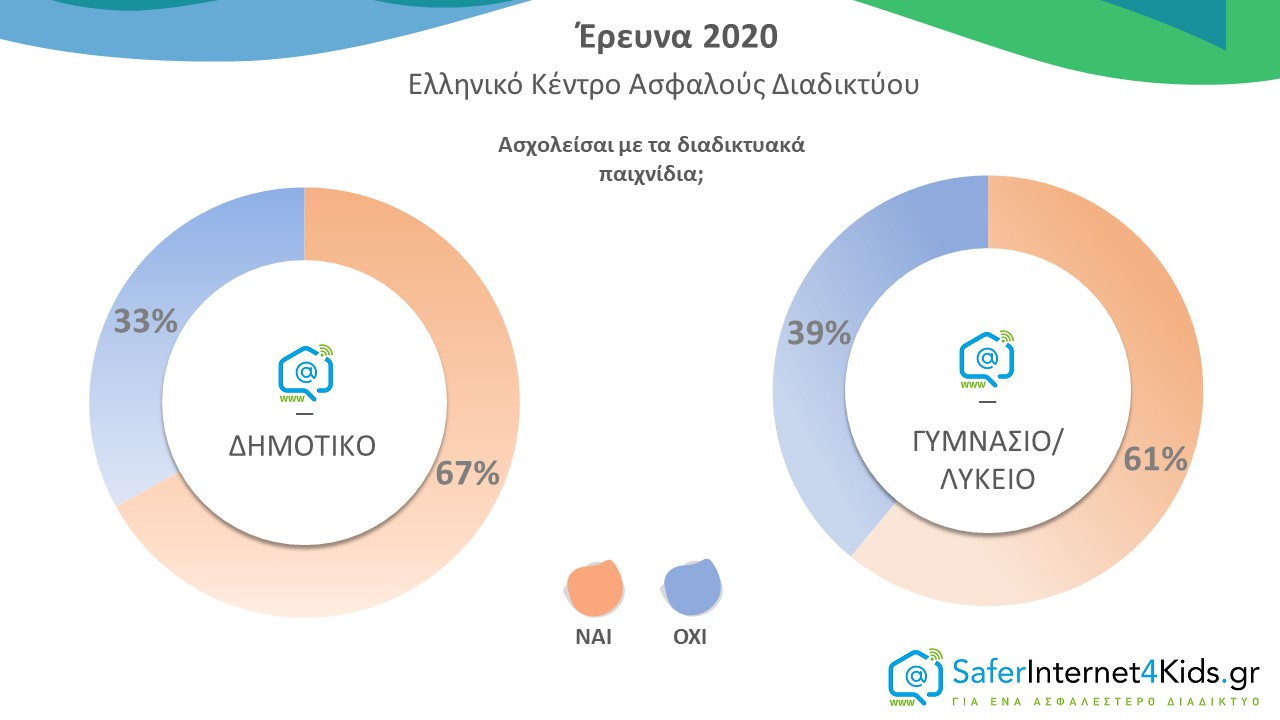 Έρευνα 2020
Ελληνικό Κέντρο Ασφαλούς Διαδικτύου
Ασχολείσαι με τα διαδικτυακά
παιχνίδια;
33%
67%
@
www
ΔΗΜΟΤΙΚΟ
39%
61%
@
www
ΓΥΜΝΑΣΙΟ/
ΛΥΚΕΙΟ
ΝΑΙ
ΟΧΙ
@
www
SaferInternet4Kids.gr
ΓΙΑ ΕΝΑ ΑΣΦΑΛΕΣΤΕΡΟ ΔΙΑΔΙΚΤΥΟ